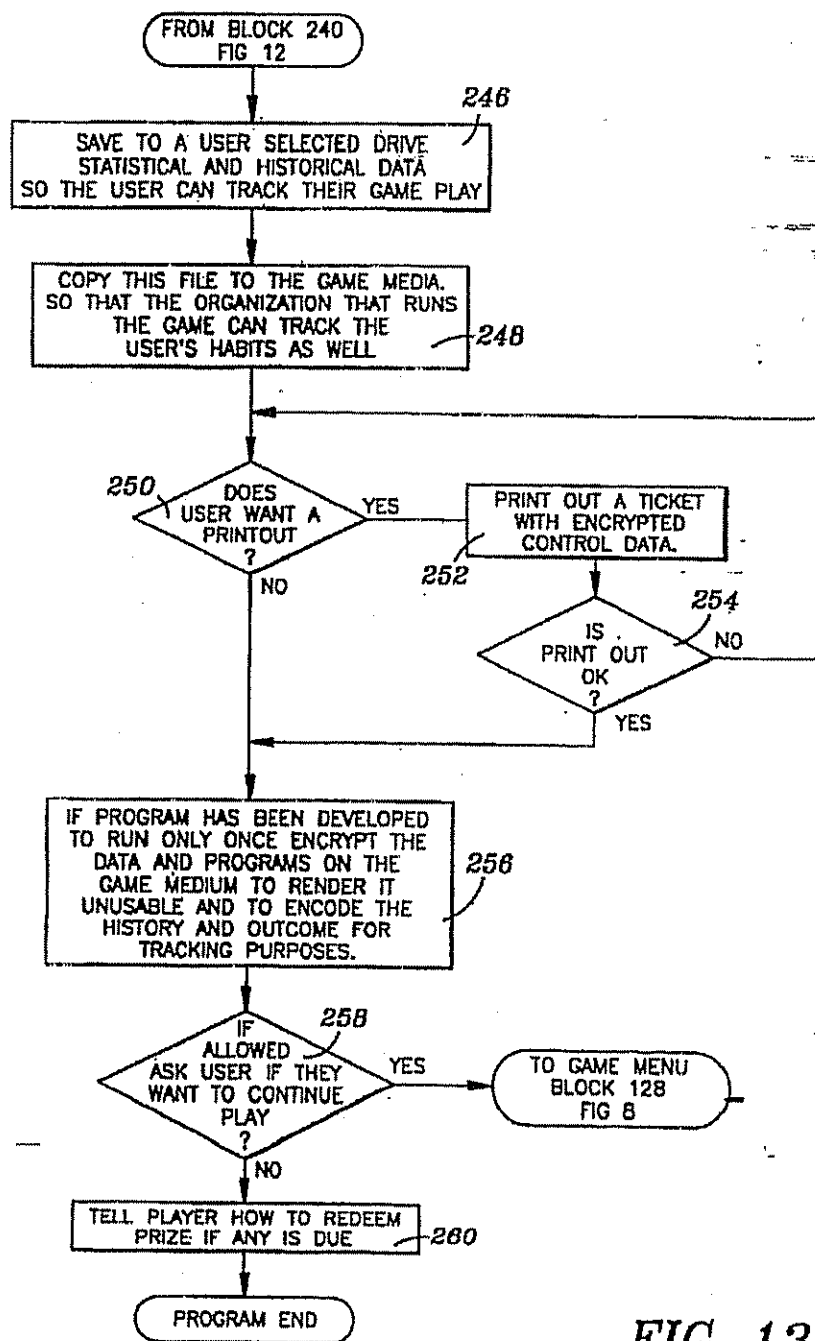 FROM BLOCK 240
FIG 12
246
SAVE TO A USER SELECTED DRIVE
STATISTICAL AND HISTORICAL DATA
SO THE USER CAN TRACK THEIR GAME PLAY
COPY THIS FILE TO THE GAME MEDIA.
SO THAT THE ORGANIZATION THAT RUNS
THE GAME CAN TRACK THE
USER'S HABITS AS WELL
248
250
DOES
USER WANT A
PRINTOUT
?
YES
NO
PRINT OUT A TICKET
WITH ENCRYPTED
CONTROL DATA.
252
254
IS
PRINT OUT
OK
?
NO
YES
IF PROGRAM HAS BEEN DEVELOPED
TO RUN ONLY ONCE ENCRYPT THE
DATA AND PROGRAMS ON THE
GAME MEDIUM TO RENDER IT
UNUSABLE AND TO ENCODE THE
HISTORY AND OUTCOME FOR
TRACKING PURPOSES.
256
258
IF
ALLOWED
ASK USER IF THEY
WANT TO CONTINUE
PLAY
?
YES
NO
TO GAME MENU
BLOCK 128
FIG 8
TELL PLAYER HOW TO REDEEM
PRIZE IF ANY IS DUE
260
PROGRAM END
FIG. 13